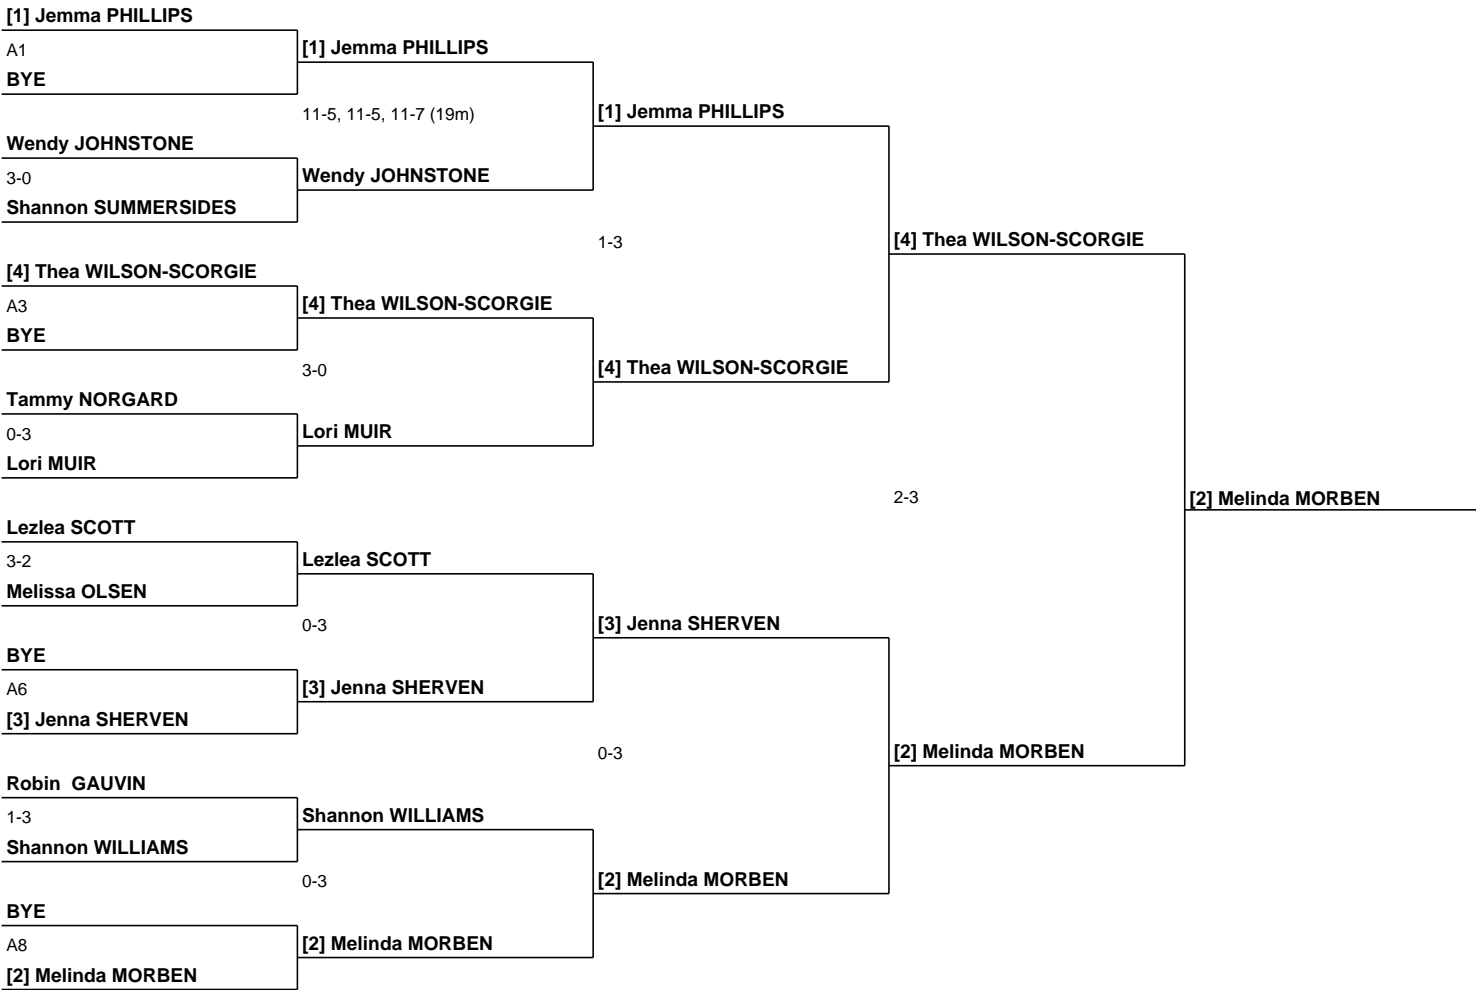 [1] Jemma PHILLIPS
A1
BYE
Wendy JOHNSTONE
3-0
Shannon SUMMERSIDES
[4] Thea WILSON-SCORGIE
A3
BYE
Tammy NORGARD
0-3
Lori MUIR
Lezlea SCOTT
3-2
Melissa OLSEN
BYE
A6
[3] Jenna SHERVEN
Robin  GAUVIN
1-3
Shannon WILLIAMS
BYE
A8
[2] Melinda MORBEN
[1] Jemma PHILLIPS
11-5, 11-5, 11-7 (19m)
Wendy JOHNSTONE
[4] Thea WILSON-SCORGIE
3-0
Lori MUIR
Lezlea SCOTT
0-3
[3] Jenna SHERVEN
Shannon WILLIAMS
0-3
[2] Melinda MORBEN
[1] Jemma PHILLIPS
1-3
[4] Thea WILSON-SCORGIE
[3] Jenna SHERVEN
0-3
[2] Melinda MORBEN
[4] Thea WILSON-SCORGIE
2-3
[2] Melinda MORBEN
[2] Melinda MORBEN